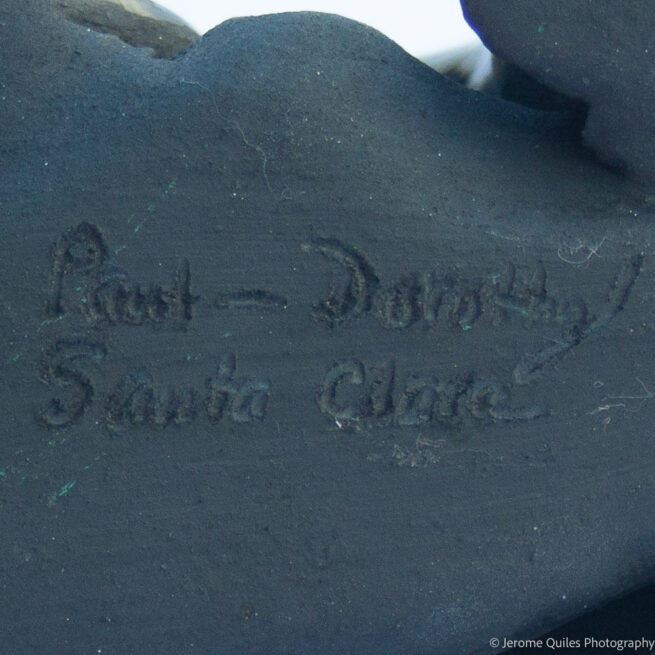 Paul - Dorothy
Santa Clara
© Jerome Quiles Photography